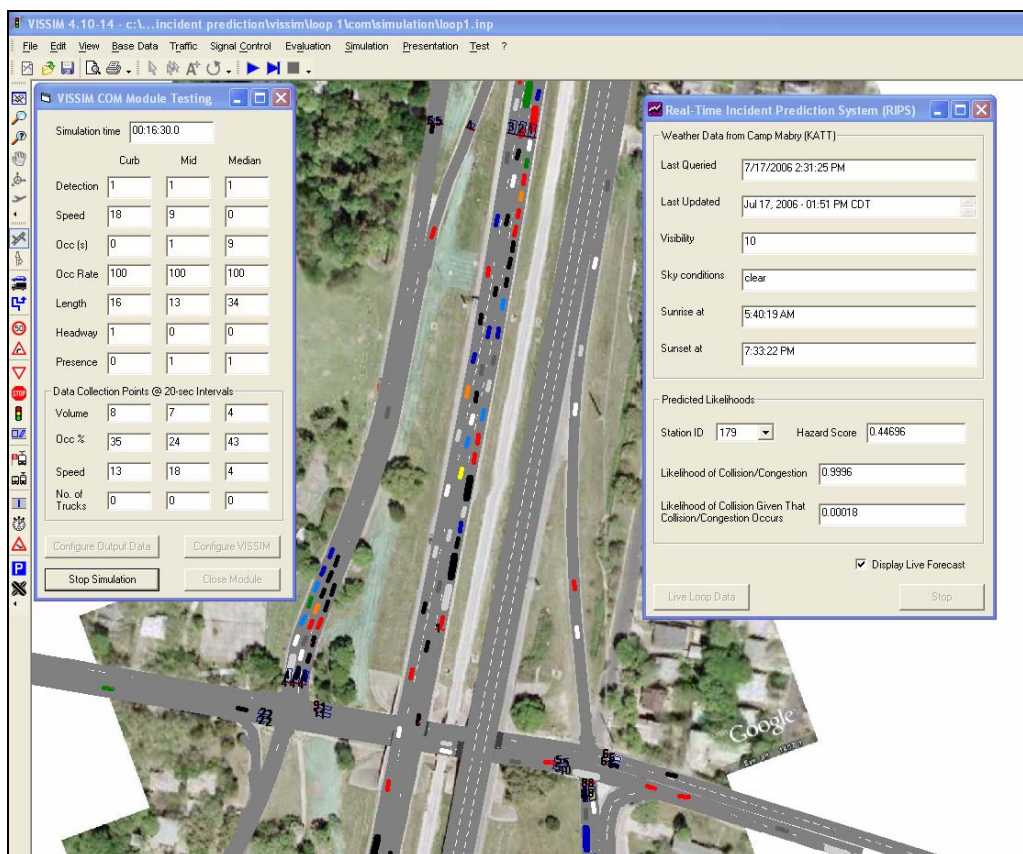 VISSIM 4.10-14 - c:\...incident prediction\vissim\loop 1\com\simulation\loop1.inp
File Edit View Base Data Traffic Signal Control Evaluation Simulation Presentation Test ?
VISSIM COM Module Testing
Simulation time 00:16:30.0
Curb Mid Median
Detection 1 1 1
Speed 18 9 0
Occ (s) 0 1 9
Occ Rate 100 100 100
Length 16 13 34
Headway 1 0 0
Presence 0 1 1
Data Collection Points @ 20-sec Intervals
Volume 8 7 4
Occ % 35 24 43
Speed 13 18 4
No. of
Trucks 0 0 0
Configure Output Data Configure VISSIM
Stop Simulation Close Module
Real-Time Incident Prediction System (RIPS)
Weather Data from Camp Mabry (KATT)
Last Queried 7/17/2006 2:31:25 PM
Last Updated Jul 17, 2006 - 01:51 PM CDT
Visibility 10
Sky conditions clear
Sunrise at 5:40:19 AM
Sunset at 7:33:22 PM
Predicted Likelihoods
Station ID 179 Hazard Score 0.44696
Likelihood of Collision/Congestion 0.9996
Likelihood of Collision Given That
Collision/Congestion Occurs 0.00018
Display Live Forecast
Live Loop Data Stop
50
STOP
P
3 2 1
Google